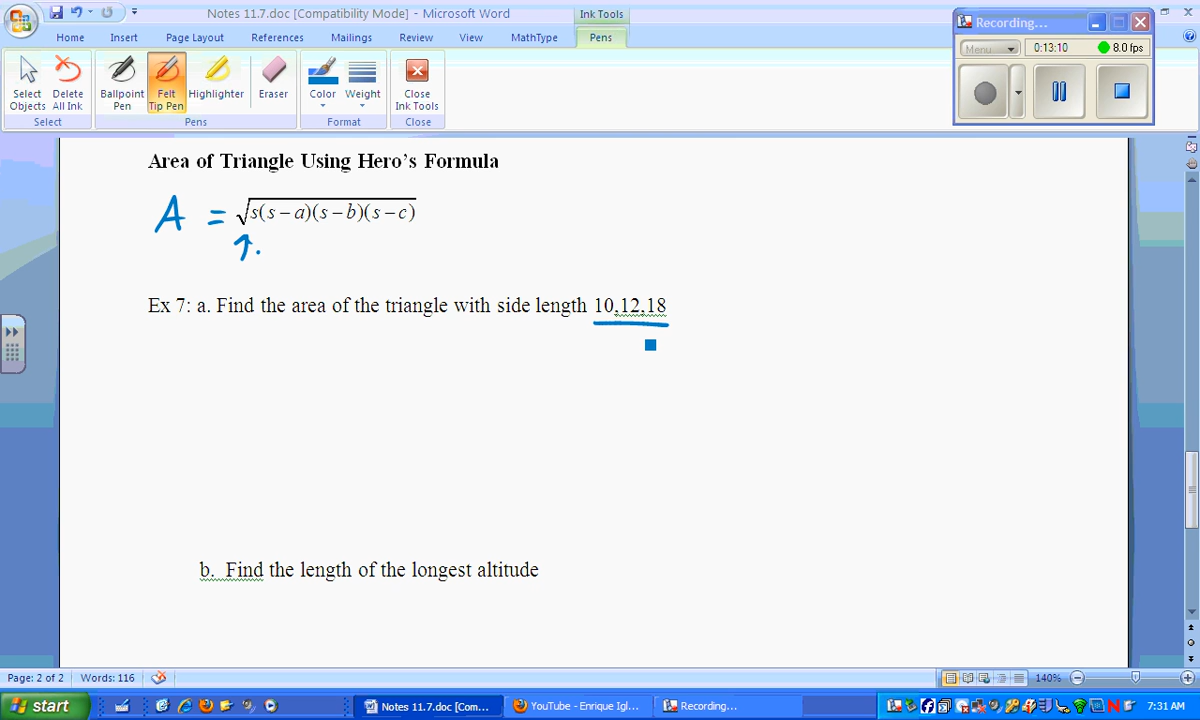 Notes 11.7.doc [Compatibility Mode] - Microsoft Word
Ink Tools
Home Insert Page Layout References Mailings Review View MathType Pens
Select Objects
Delete All Ink
Ballpoint Pen
Felt Tip Pen
Highlighter
Eraser
Color
Weight
Close Ink Tools
Select Pens Format Close
Recording...
Menu 0:13:10 8.0 fps
Area of Triangle Using Hero's Formula
A = √s(s−a)(s−b)(s−c)
Ex 7: a. Find the area of the triangle with side length 10,12,18
b. Find the length of the longest altitude
Page: 2 of 2 Words: 116 140%
start Notes 11.7.doc [Com... YouTube - Enrique Igl... Recording... 7:31 AM